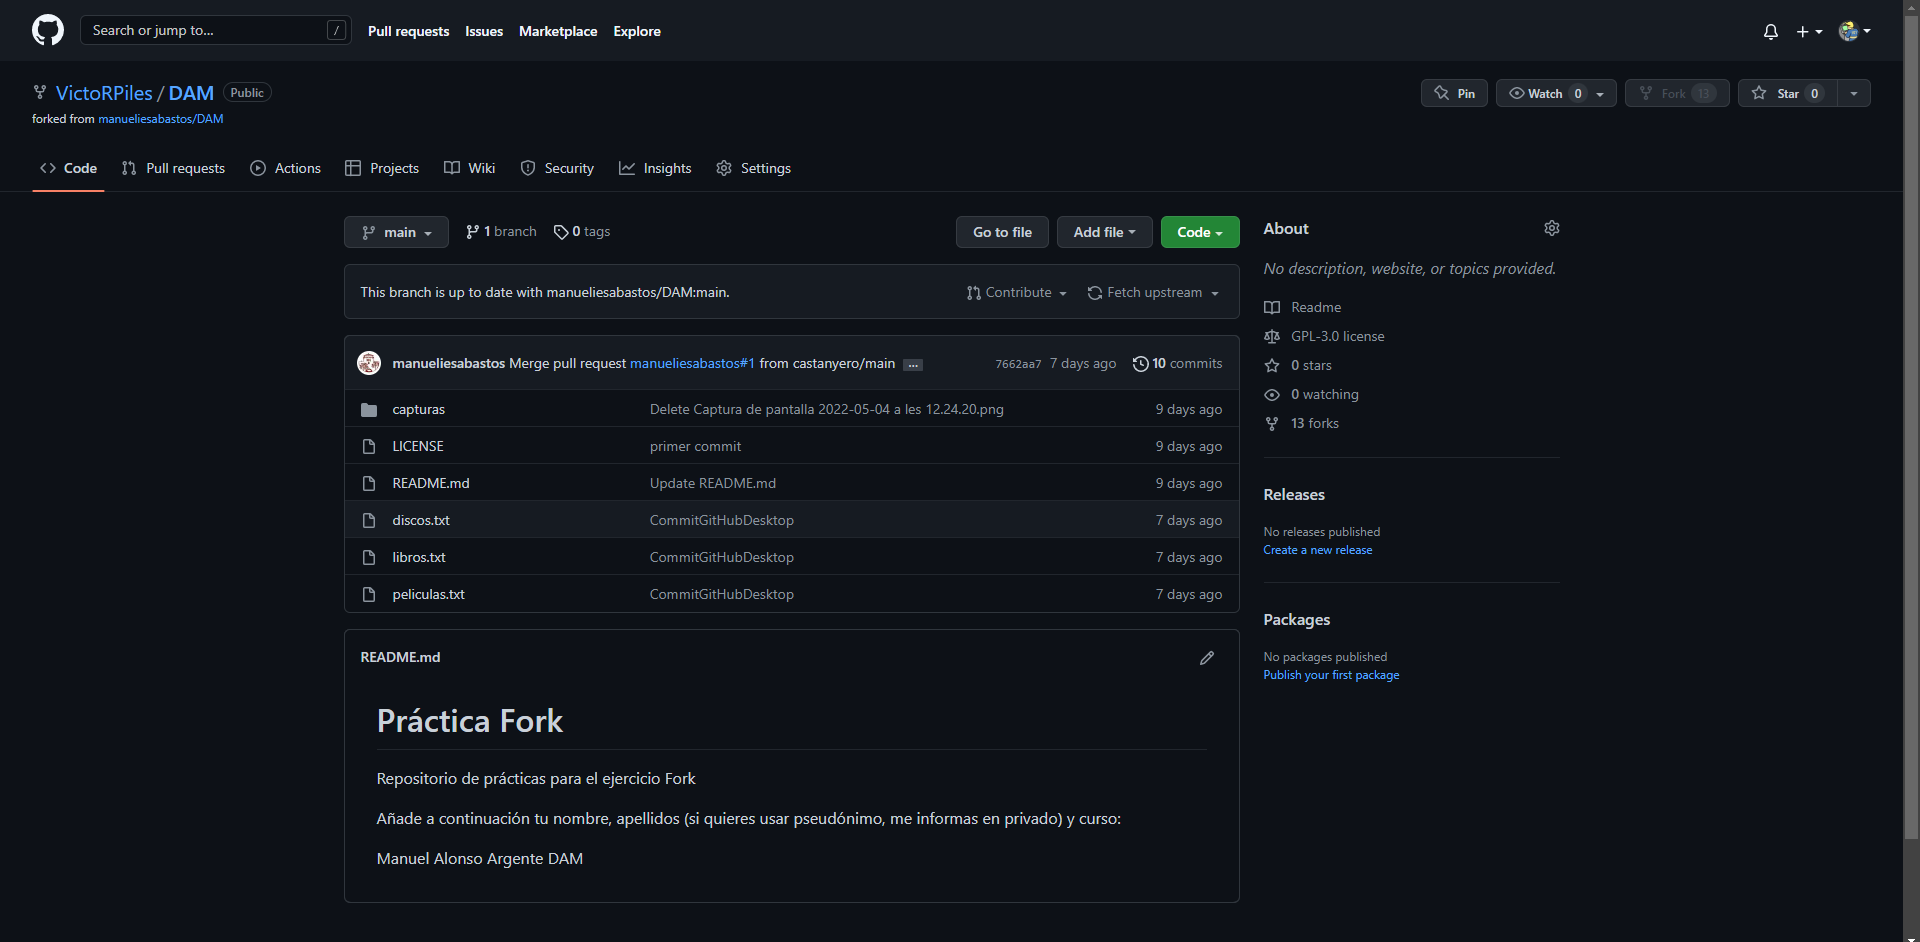 Search or jump to... /
Pull requests Issues Marketplace Explore
VictoRPiles / DAM Public
Pin Watch 0 Fork 13 Star 0
forked from manueliesabastos/DAM
Code Pull requests Actions Projects Wiki Security Insights Settings
main 1 branch 0 tags Go to file Add file Code
This branch is up to date with manueliesabastos/DAM:main. Contribute Fetch upstream
manueliesabastos Merge pull request manueliesabastos#1 from castanyero/main ... 7662aa7 7 days ago 10 commits
capturas Delete Captura de pantalla 2022-05-04 a les 12.24.20.png 9 days ago
LICENSE primer commit 9 days ago
README.md Update README.md 9 days ago
discos.txt CommitGitHubDesktop 7 days ago
libros.txt CommitGitHubDesktop 7 days ago
peliculas.txt CommitGitHubDesktop 7 days ago
README.md
Práctica Fork
Repositorio de prácticas para el ejercicio Fork
Añade a continuación tu nombre, apellidos (si quieres usar pseudónimo, me informas en privado) y curso:
Manuel Alonso Argente DAM
About
No description, website, or topics provided.
Readme
GPL-3.0 license
0 stars
0 watching
13 forks
Releases
No releases published
Create a new release
Packages
No packages published
Publish your first package